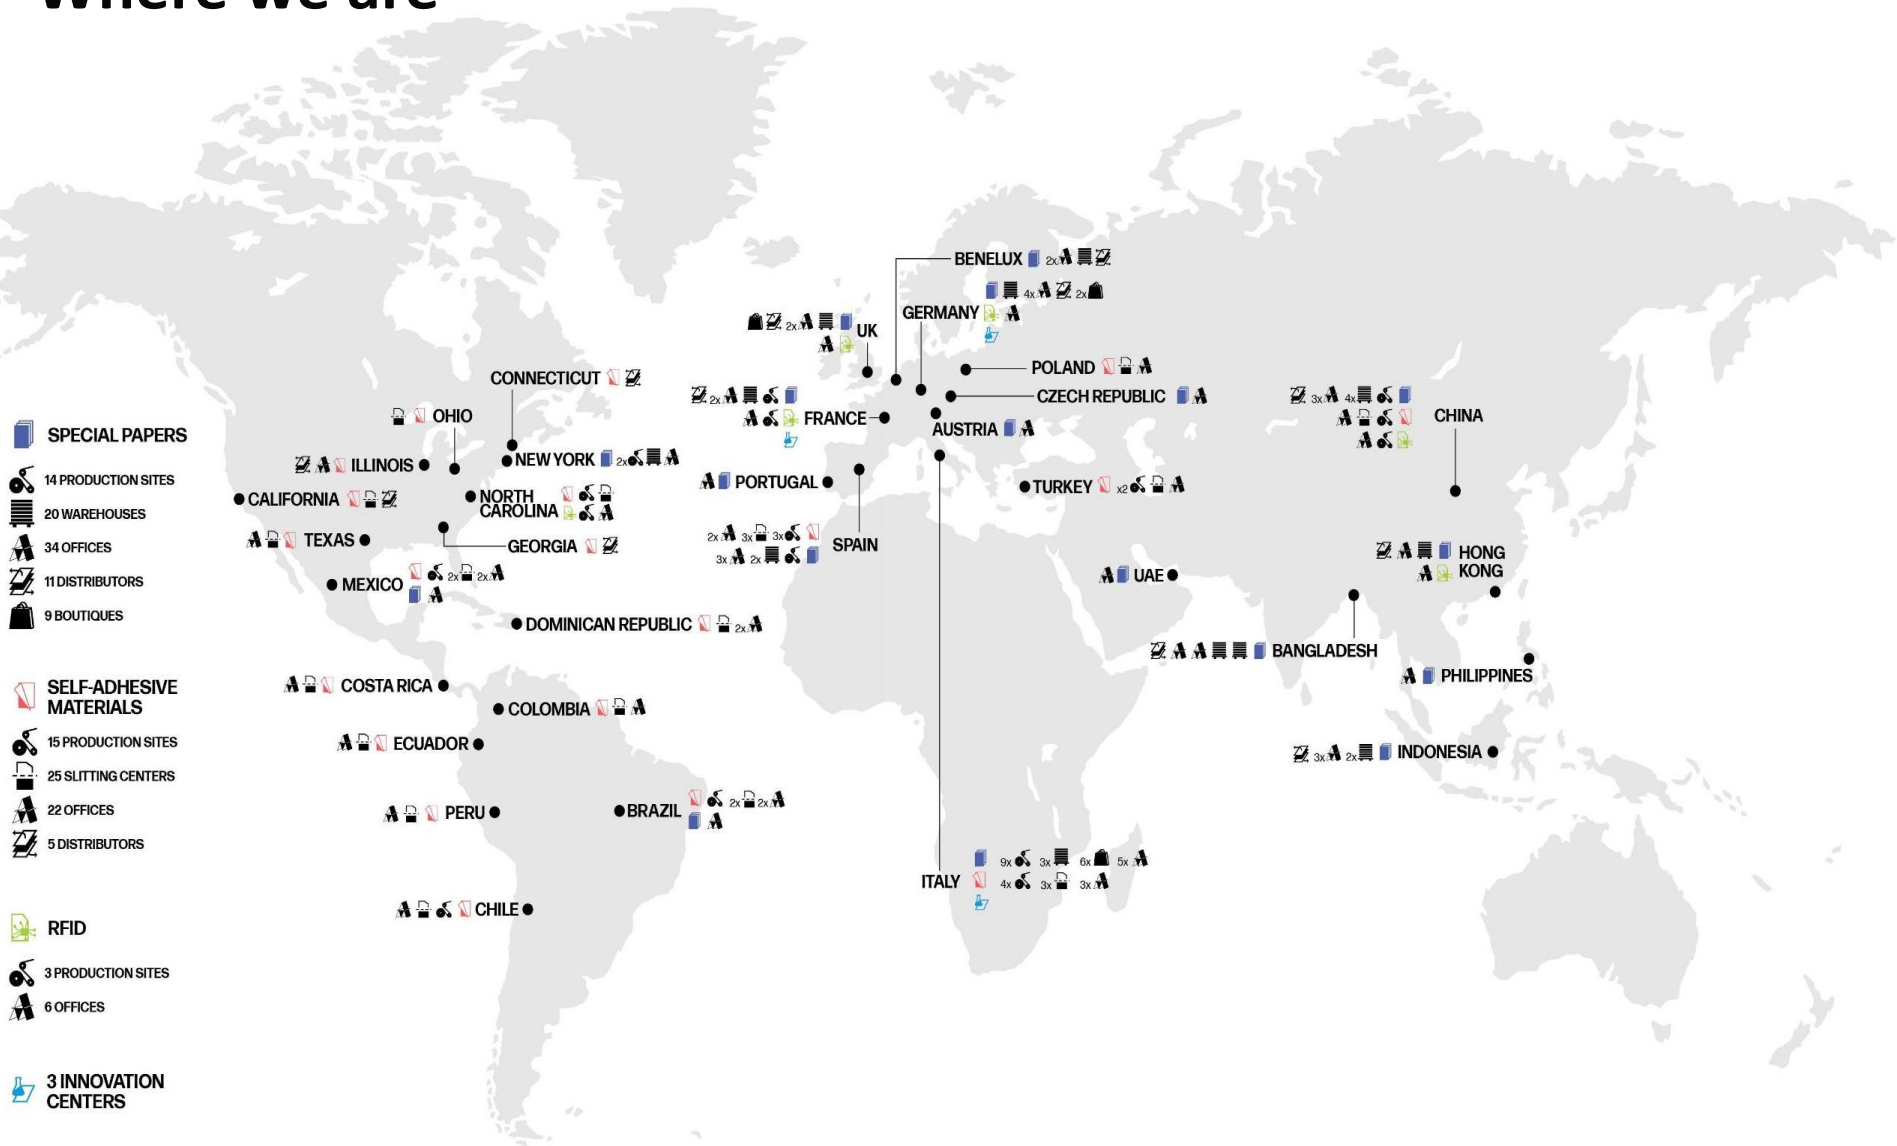 Where we are
SPECIAL PAPERS
14 PRODUCTION SITES
20 WAREHOUSES
34 OFFICES
11 DISTRIBUTORS
9 BOUTIQUES
SELF-ADHESIVE
MATERIALS
15 PRODUCTION SITES
25 SLITTING CENTERS
22 OFFICES
5 DISTRIBUTORS
RFID
3 PRODUCTION SITES
6 OFFICES
3 INNOVATION
CENTERS
CONNECTICUT
OHIO
ILLINOIS
NEW YORK 2x
CALIFORNIA
NORTH
CAROLINA
TEXAS
GEORGIA
MEXICO 2x 2x
DOMINICAN REPUBLIC 2x
COSTA RICA
COLOMBIA
ECUADOR
PERU
BRAZIL 2x 2x
CHILE
BENELUX 2x
4x 2x
GERMANY
2x
UK
POLAND
CZECH REPUBLIC
2x
FRANCE
AUSTRIA
PORTUGAL
TURKEY x2
2x 3x 3x
SPAIN
3x 2x
ITALY
9x 3x 6x 5x
4x 3x 3x
3x 4x
CHINA
HONG
KONG
UAE
BANGLADESH
PHILIPPINES
3x 2x INDONESIA